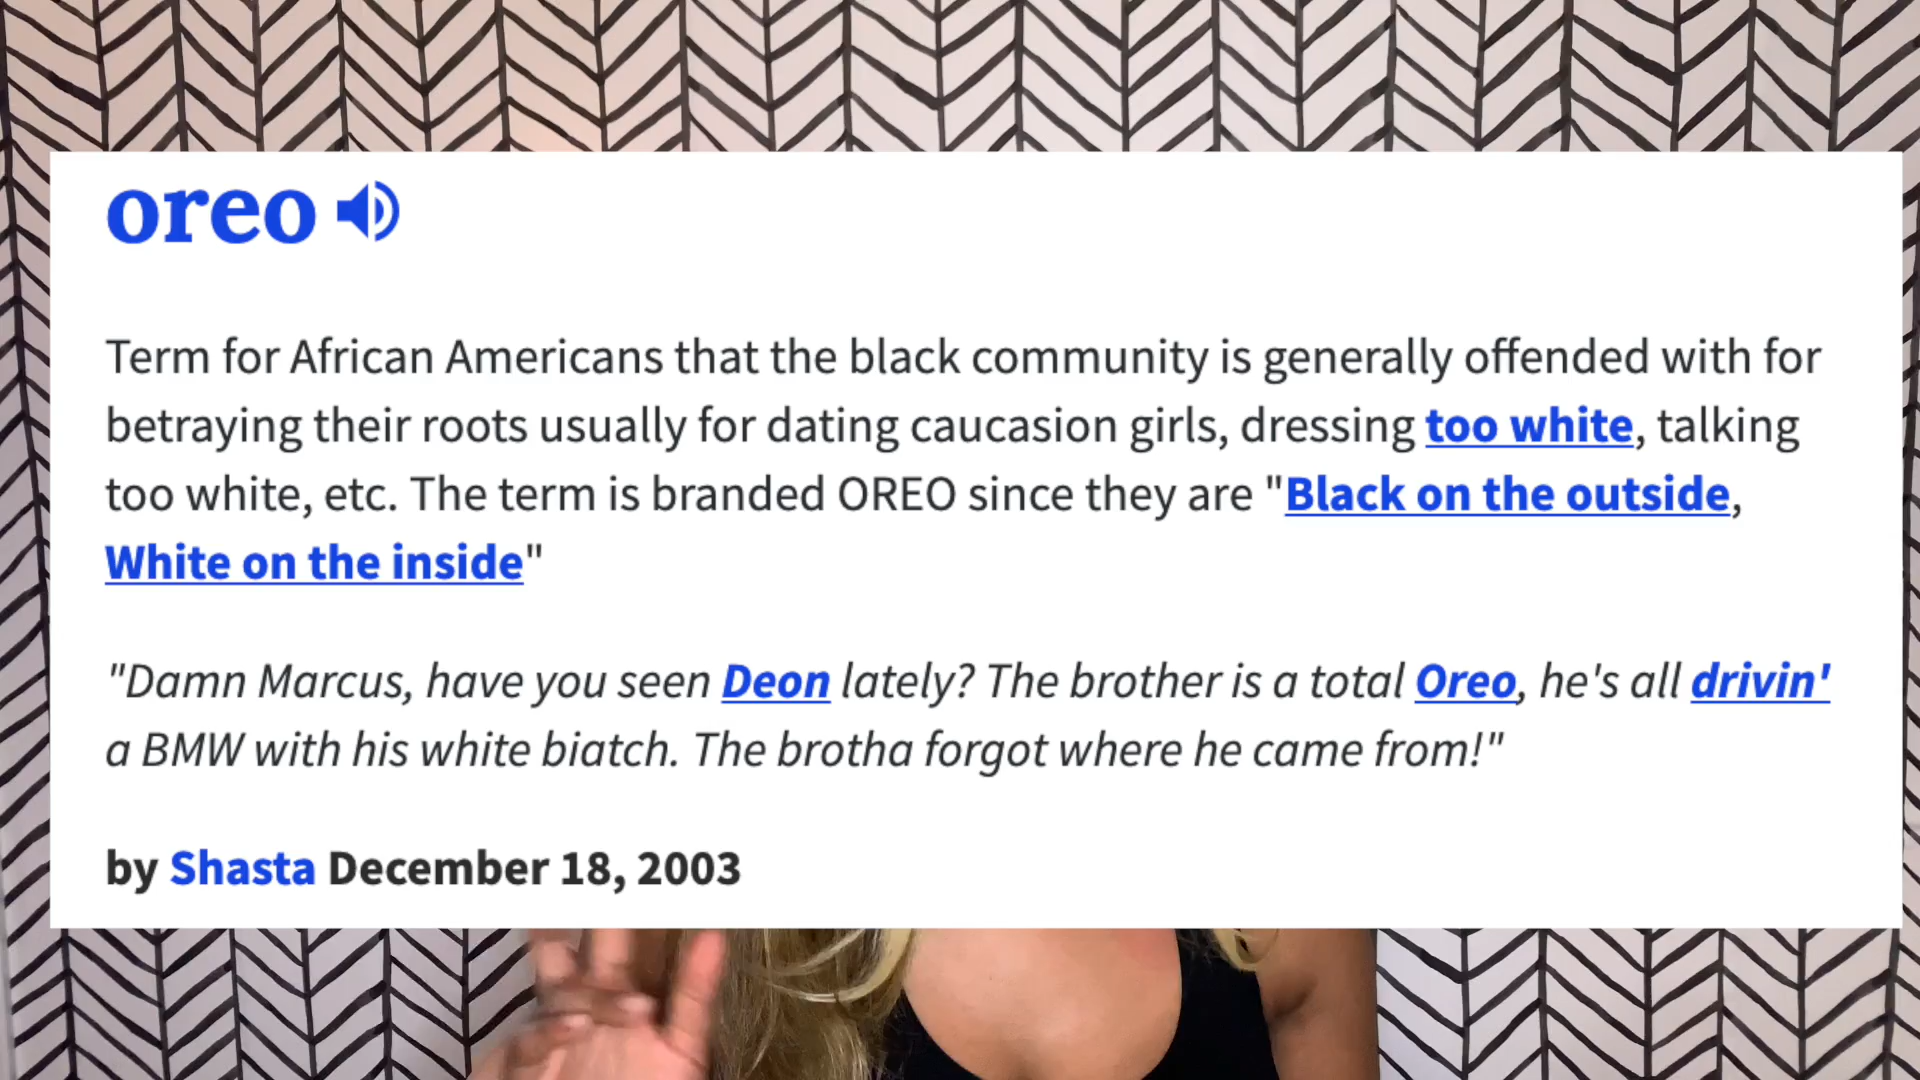 oreo
Term for African Americans that the black community is generally offended with for
betraying their roots usually for dating caucasion girls, dressing too white, talking
too white, etc. The term is branded OREO since they are "Black on the outside,
White on the inside"
"Damn Marcus, have you seen Deon lately? The brother is a total Oreo, he's all drivin'
a BMW with his white biatch. The brotha forgot where he came from!"
by Shasta December 18, 2003